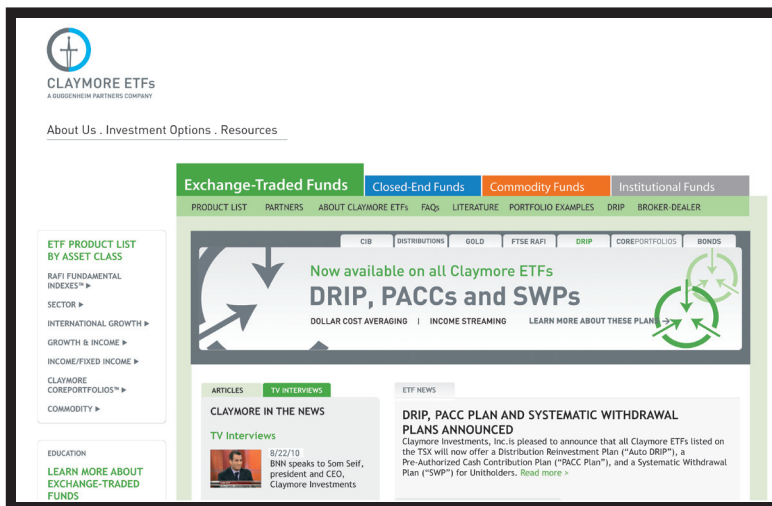 CLAYMORE ETFs
A GUGGENHEIM PARTNERS COMPANY
About Us . Investment Options . Resources
Exchange-Traded Funds Closed-End Funds Commodity Funds Institutional Funds
PRODUCT LIST PARTNERS ABOUT CLAYMORE ETFs FAQs LITERATURE PORTFOLIO EXAMPLES DRIP BROKER-DEALER
ETF PRODUCT LIST
BY ASSET CLASS
RAFI FUNDAMENTAL
INDEXES™ ▶
SECTOR ▶
INTERNATIONAL GROWTH ▶
GROWTH & INCOME ▶
INCOME/FIXED INCOME ▶
CLAYMORE
COREPORTFOLIOS™ ▶
COMMODITY ▶
EDUCATION
LEARN MORE ABOUT
EXCHANGE-TRADED
FUNDS
CIB DISTRIBUTIONS GOLD FTSE RAFI DRIP COREPORTFOLIOS BONDS
Now available on all Claymore ETFs
DRIP, PACCs and SWPs
DOLLAR COST AVERAGING | INCOME STREAMING LEARN MORE ABOUT THESE PLANS →
ARTICLES TV INTERVIEWS
CLAYMORE IN THE NEWS
TV Interviews
8/22/10
BNN speaks to Som Seif,
president and CEO,
Claymore Investments
ETF NEWS
DRIP, PACC PLAN AND SYSTEMATIC WITHDRAWAL
PLANS ANNOUNCED
Claymore Investments, Inc.is pleased to announce that all Claymore ETFs listed on
the TSX will now offer a Distribution Reinvestment Plan ("Auto DRIP"), a
Pre-Authorized Cash Contribution Plan ("PACC Plan"), and a Systematic Withdrawal
Plan ("SWP") for Unitholders. Read more >